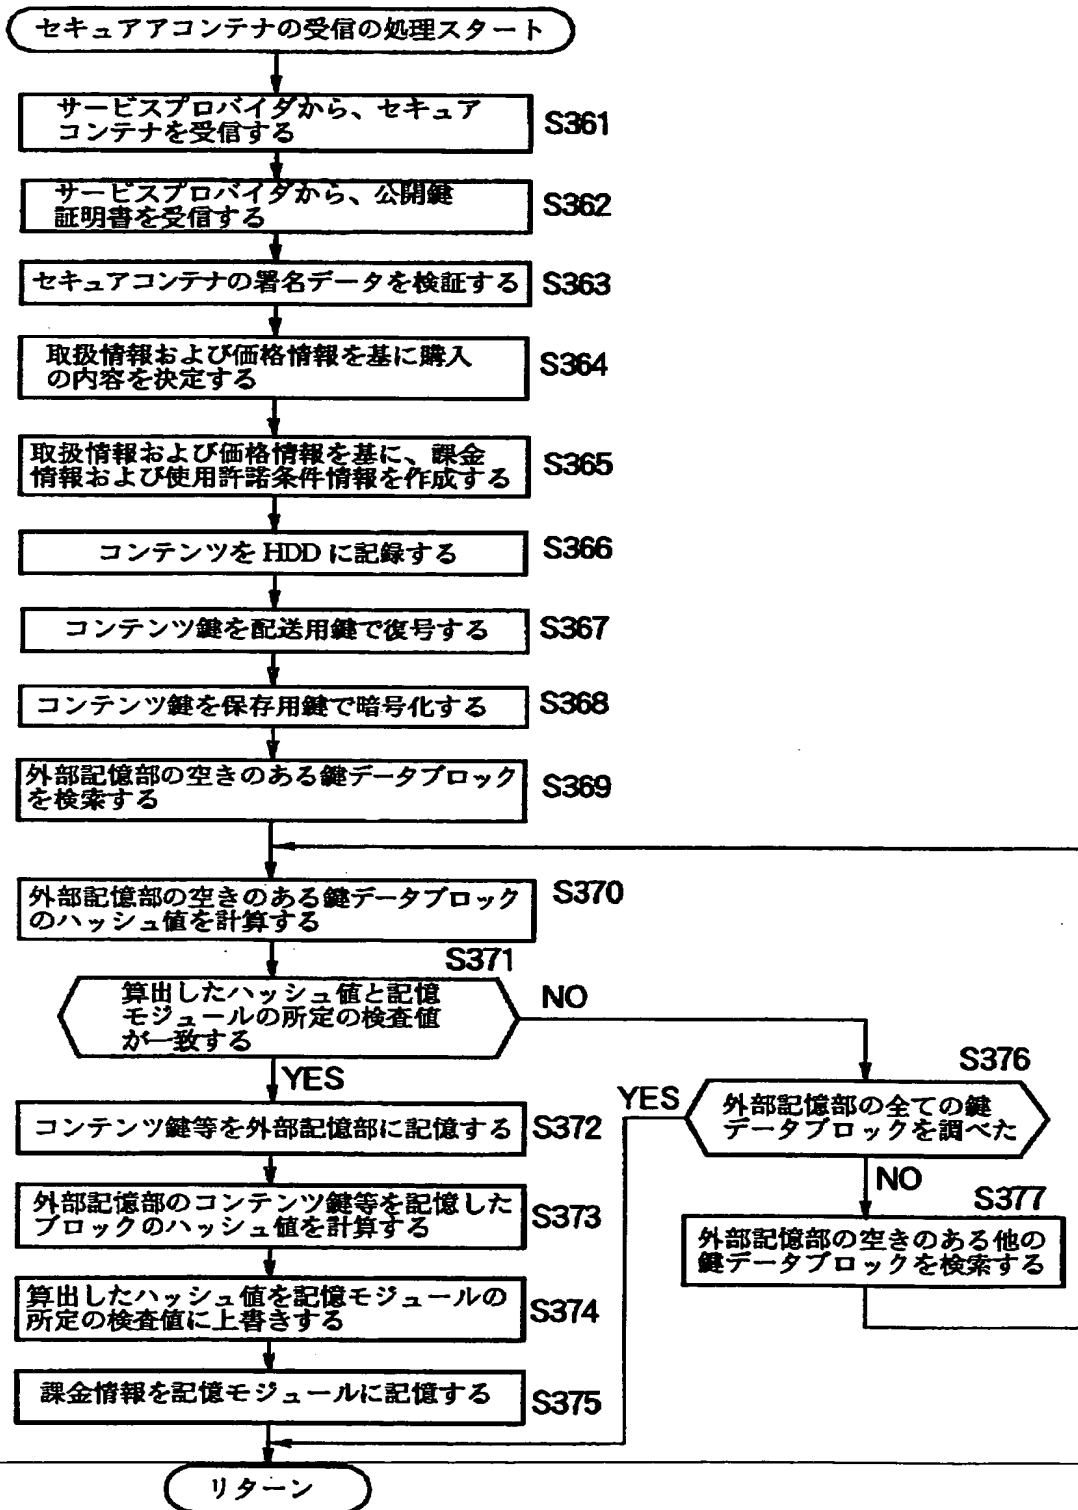 セキュアアコンテナの受信の処理スタート
サービスプロバイダから、セキュア
コンテナを受信する
S361
サービスプロバイダから、公開鍵
証明書を受信する
S362
セキュアコンテナの署名データを検証する
S363
取扱情報および価格情報を基に購入
の内容を決定する
S364
取扱情報および価格情報を基に、課金
情報および使用許諾条件情報を作成する
S365
コンテンツを HDD に記録する
S366
コンテンツ鍵を配送用鍵で復号する
S367
コンテンツ鍵を保存用鍵で暗号化する
S368
外部記憶部の空きのある鍵データブロック
を検索する
S369
外部記憶部の空きのある鍵データブロック
のハッシュ値を計算する
S370
S371
算出したハッシュ値と記憶
モジュールの所定の検査値
が一致する
NO
YES
S376
外部記憶部の全ての鍵
データブロックを調べた
YES
NO
コンテンツ鍵等を外部記憶部に記憶する
S372
S377
外部記憶部の空きのある他の
鍵データブロックを検索する
外部記憶部のコンテンツ鍵等を記憶した
ブロックのハッシュ値を計算する
S373
算出したハッシュ値を記憶モジュールの
所定の検査値に上書きする
S374
課金情報を記憶モジュールに記憶する
S375
リターン